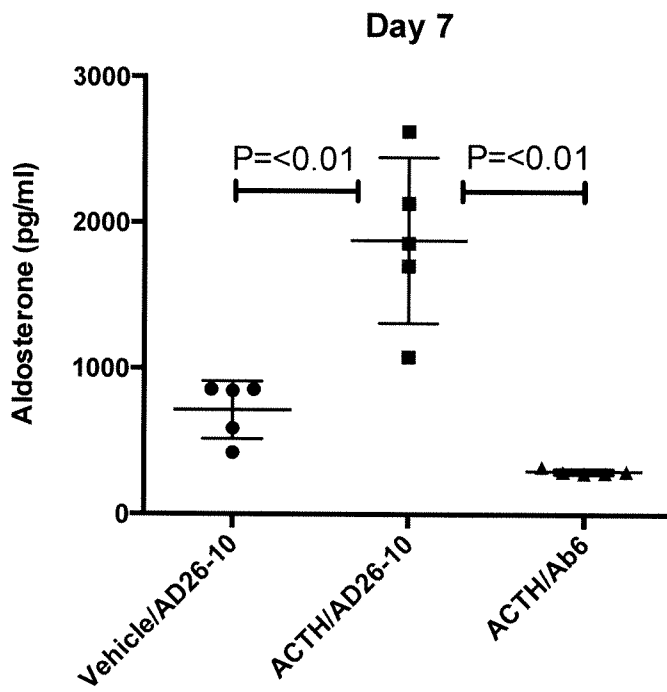 Day 7
3000
2000
1000
0
Aldosterone (pg/ml)
P=<0.01
P=<0.01
Vehicle/AD26-10
ACTH/AD26-10
ACTH/Ab6